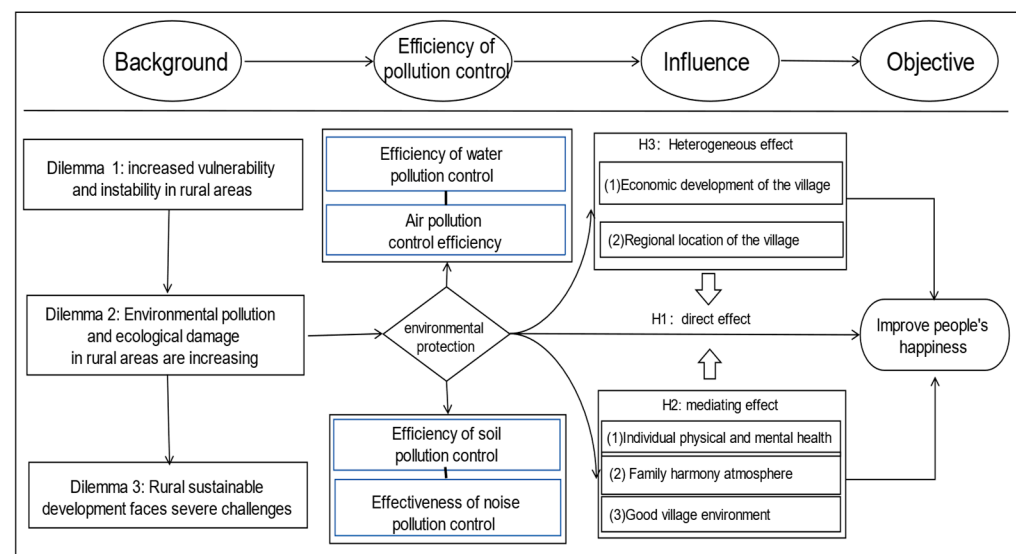 Background
Efficiency of
pollution control
Influence
Objective
Dilemma 1: increased vulnerability
and instability in rural areas
Dilemma 2: Environmental pollution
and ecological damage
in rural areas are increasing
Dilemma 3: Rural sustainable
development faces severe challenges
Efficiency of water
pollution control
Air pollution
control efficiency
environmental
protection
Efficiency of soil
pollution control
Effectiveness of noise
pollution control
H3: Heterogeneous effect
(1)Economic development of the village
(2)Regional location of the village
H1: direct effect
H2: mediating effect
(1)Individual physical and mental health
(2) Family harmony atmosphere
(3)Good village environment
Improve people's
happiness